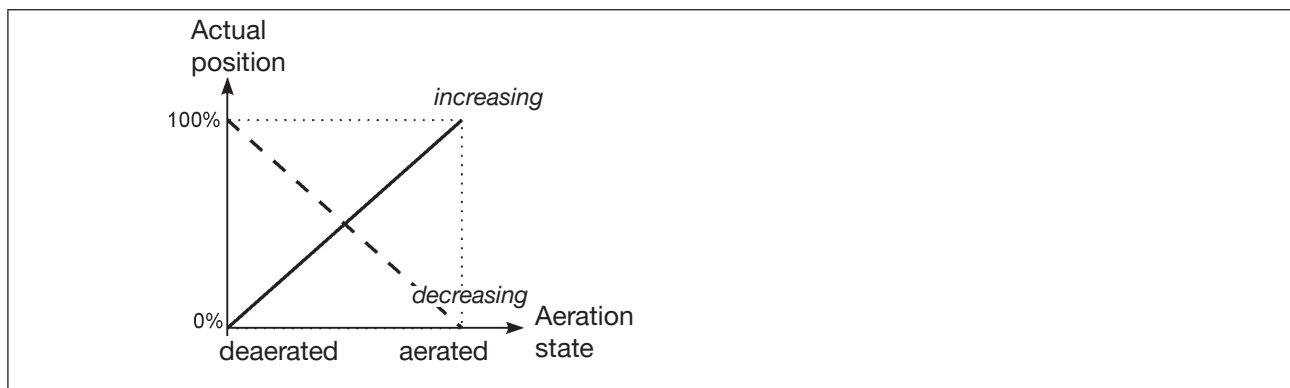 Actual
position
increasing
100%
decreasing
0%
Aeration
state
deaerated
aerated